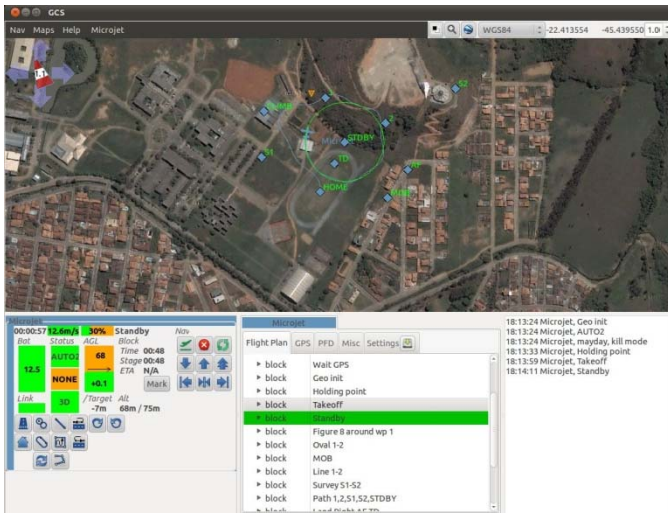 GCS
Nav Maps Help Microjet
WGS84 -22.413554 -45.439550 1.0
S2
2
STDBY
S1
TD
HOME
AF
MOB
Microjet
00:00:57 12.6m/s 30% Standby Nav
Bat Status AGL Block
Time 00:48
AUTO2 68 Stage 00:48
ETA N/A
12.5
NONE +0.1 Mark
Link 3D /Target Alt
-7m 68m / 75m
Microjet
Flight Plan GPS PFD Misc Settings
block Wait GPS
block Geo init
block Holding point
block Takeoff
block Standby
block Figure 8 around wp 1
block Oval 1-2
block MOB
block Line 1-2
block Survey S1-S2
block Path 1,2,S1,S2,STDBY
block Land Right AF-TD
18:13:24 Microjet, Geo init
18:13:24 Microjet, AUTO2
18:13:24 Microjet, mayday, kill mode
18:13:33 Microjet, Holding point
18:13:59 Microjet, Takeoff
18:14:11 Microjet, Standby